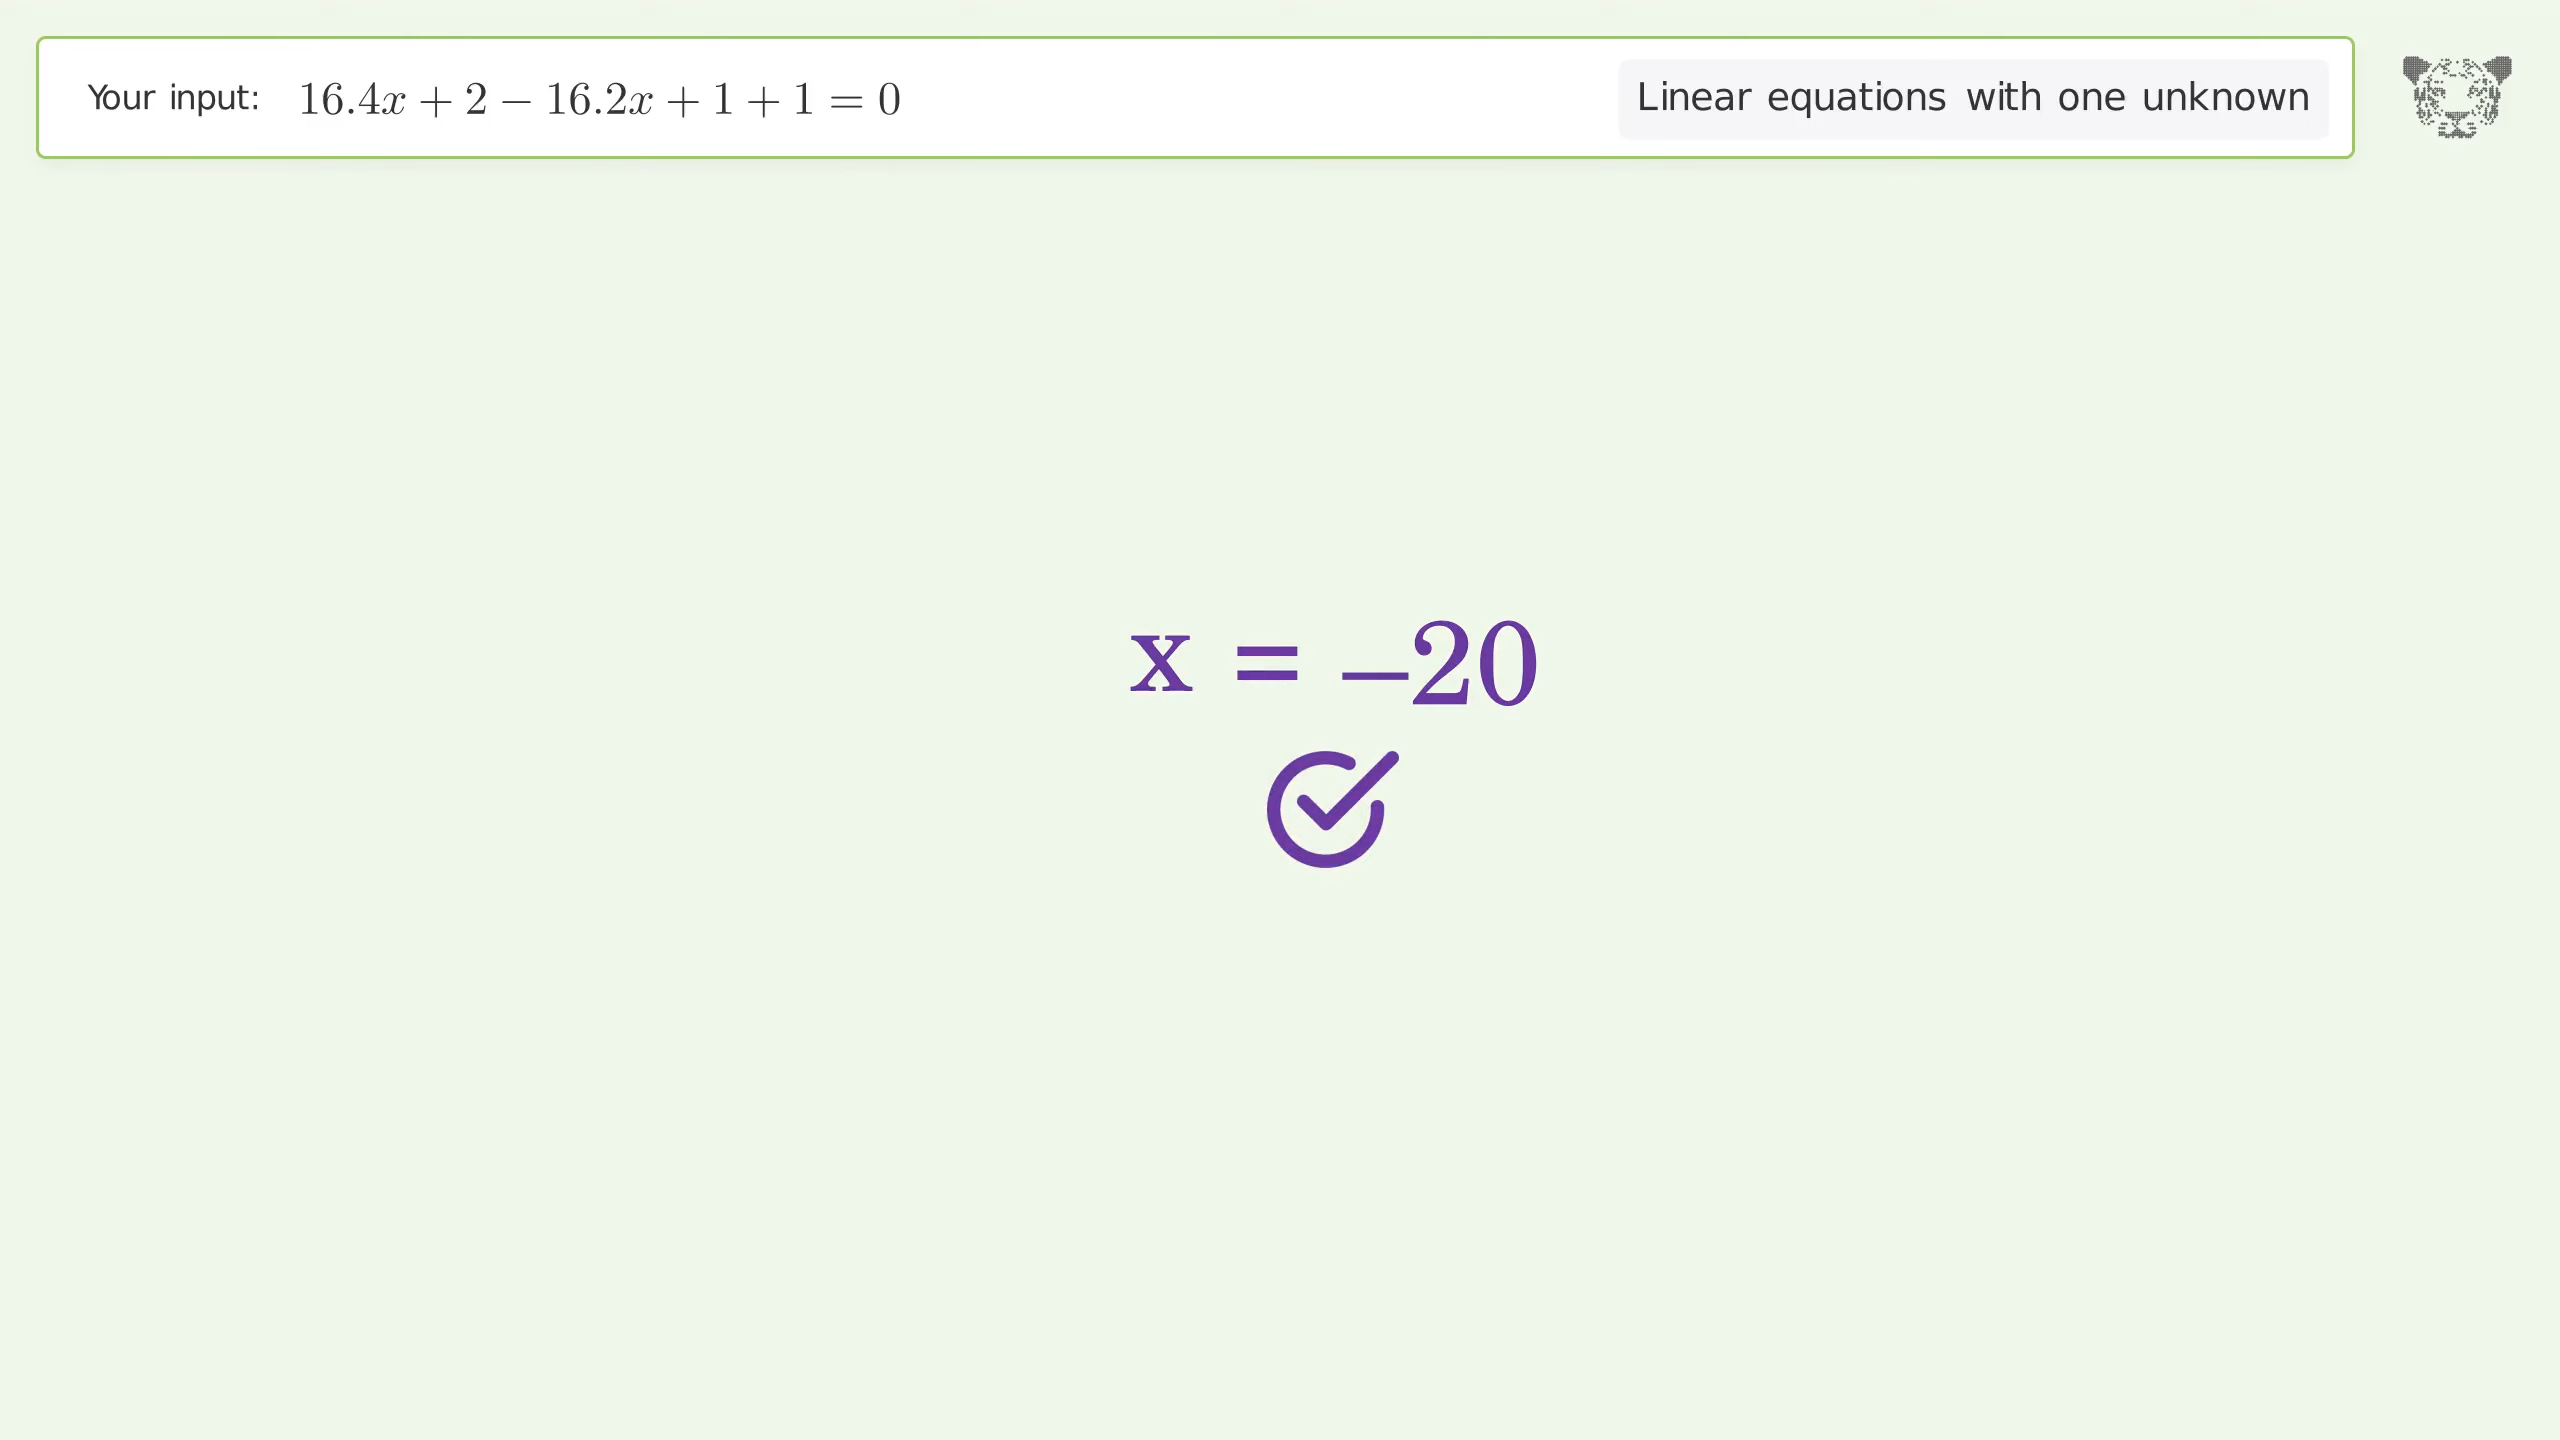 Your input: 16.4x + 2 – 16.2x + 1 + 1 = 0
Linear equations with one unknown
x = –20